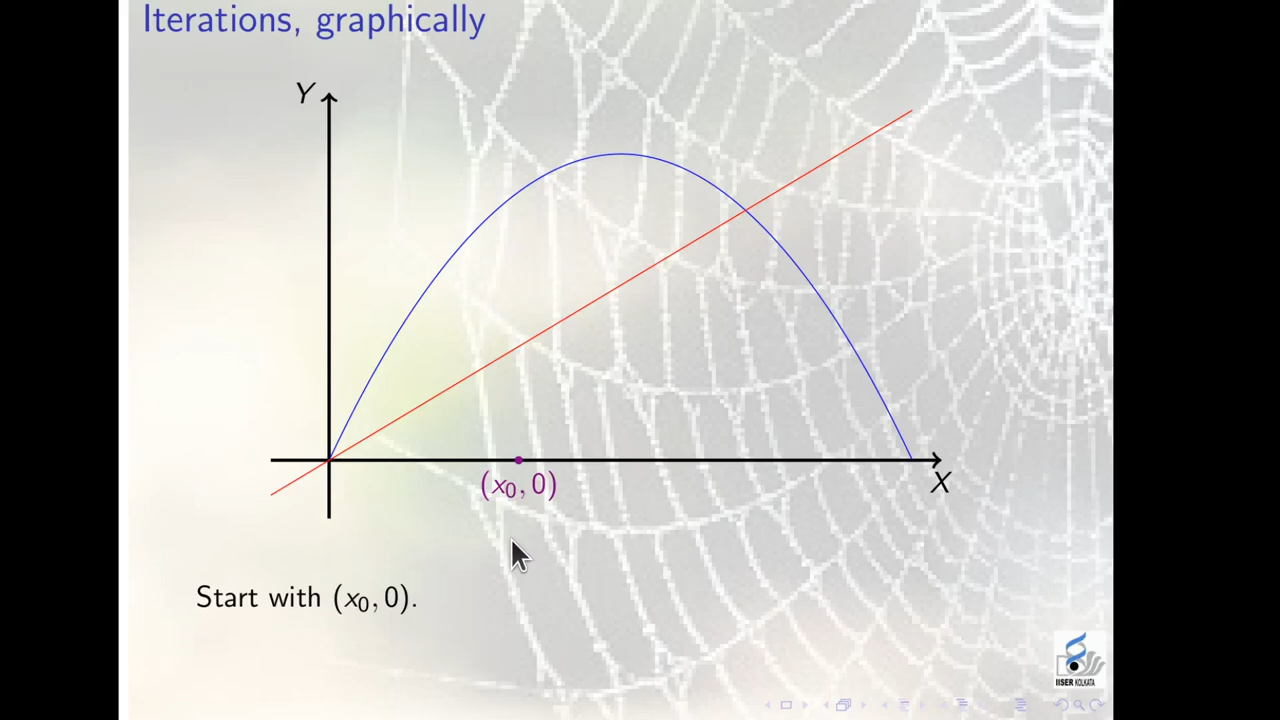 Iterations, graphically
Y
X
(x₀, 0)
Start with (x₀, 0).
IISER KOLKATA